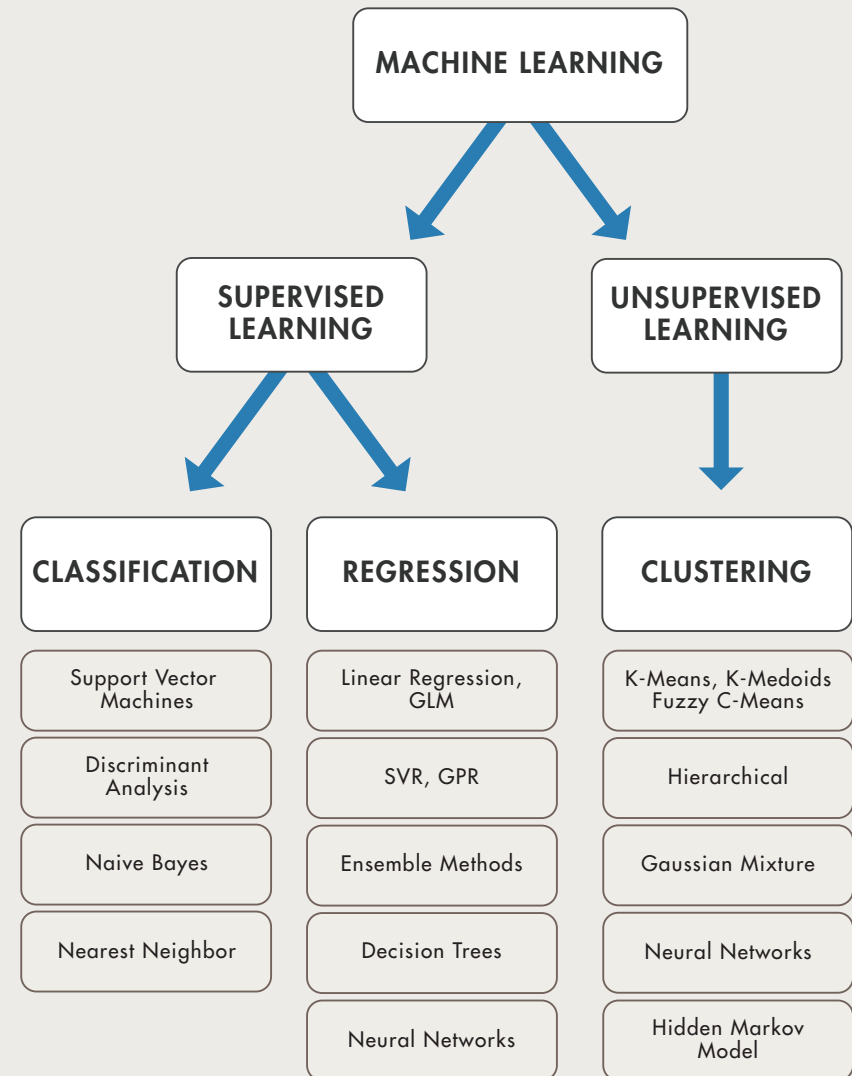 MACHINE LEARNING
SUPERVISED
LEARNING
UNSUPERVISED
LEARNING
CLASSIFICATION
Support Vector
Machines
Discriminant
Analysis
Naive Bayes
Nearest Neighbor
REGRESSION
Linear Regression,
GLM
SVR, GPR
Ensemble Methods
Decision Trees
Neural Networks
CLUSTERING
K-Means, K-Medoids
Fuzzy C-Means
Hierarchical
Gaussian Mixture
Neural Networks
Hidden Markov
Model